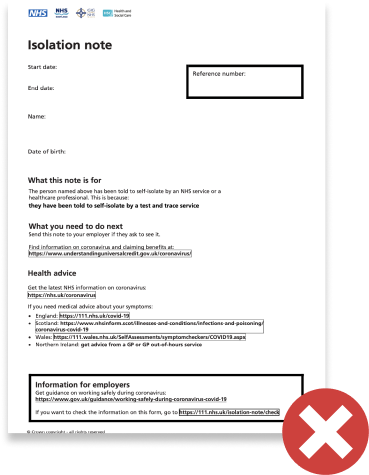 NHS
NHS
Health and
Social Care
Isolation note
Start date:
Reference number:
End date:
Name:
Date of birth:
What this note is for
The person named above has been told to self-isolate by an NHS service or a
healthcare professional. This is because:
they have been told to self-isolate by a test and trace service
What you need to do next
Send this note to your employer if they ask to see it.
Find information on coronavirus and claiming benefits at:
https://www.understandinguniversalcredit.gov.uk/coronavirus/
Health advice
Get the latest NHS information on coronavirus:
https://nhs.uk/coronavirus
If you need medical advice about your symptoms:
• England: https://111.nhs.uk/covid-19
• Scotland: https://www.nhsinform.scot/illnesses-and-conditions/infections-and-poisoning/
coronavirus-covid-19
• Wales: https://111.wales.nhs.uk/SelfAssessments/symptomcheckers/COVID19.aspx
• Northern Ireland: get advice from a GP or GP out-of-hours service
Information for employers
Get guidance on working safely during coronavirus:
https://www.gov.uk/guidance/working-safely-during-coronavirus-covid-19
If you want to check the information on this form, go to https://111.nhs.uk/isolation-note/check
© Crown copyright - all rights reserved